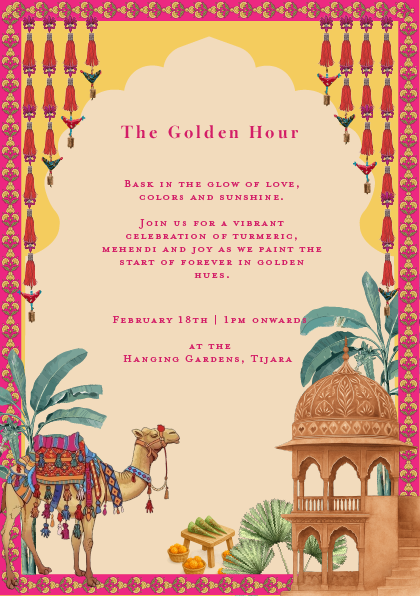 The Golden Hour
Bask in the glow of love,
colors and sunshine.
Join us for a vibrant
celebration of turmeric,
mehendi and joy as we paint the
start of forever in golden
hues.
February 18th | 1pm onwards
at the
Hanging Gardens, Tijara